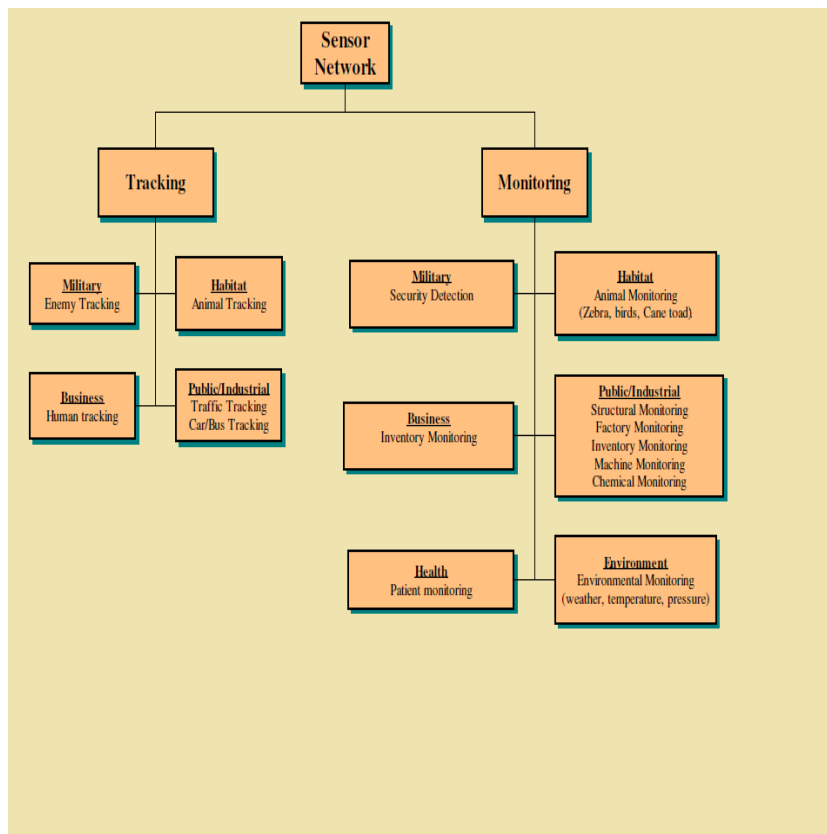 Sensor
Network
Tracking
Monitoring
Military
Enemy Tracking
Habitat
Animal Tracking
Business
Human tracking
Public/Industrial
Traffic Tracking
Car/Bus Tracking
Military
Security Detection
Habitat
Animal Monitoring
(Zebra, birds, Cane toad)
Business
Inventory Monitoring
Public/Industrial
Structural Monitoring
Factory Monitoring
Inventory Monitoring
Machine Monitoring
Chemical Monitoring
Health
Patient monitoring
Environment
Environmental Monitoring
(weather, temperature, pressure)